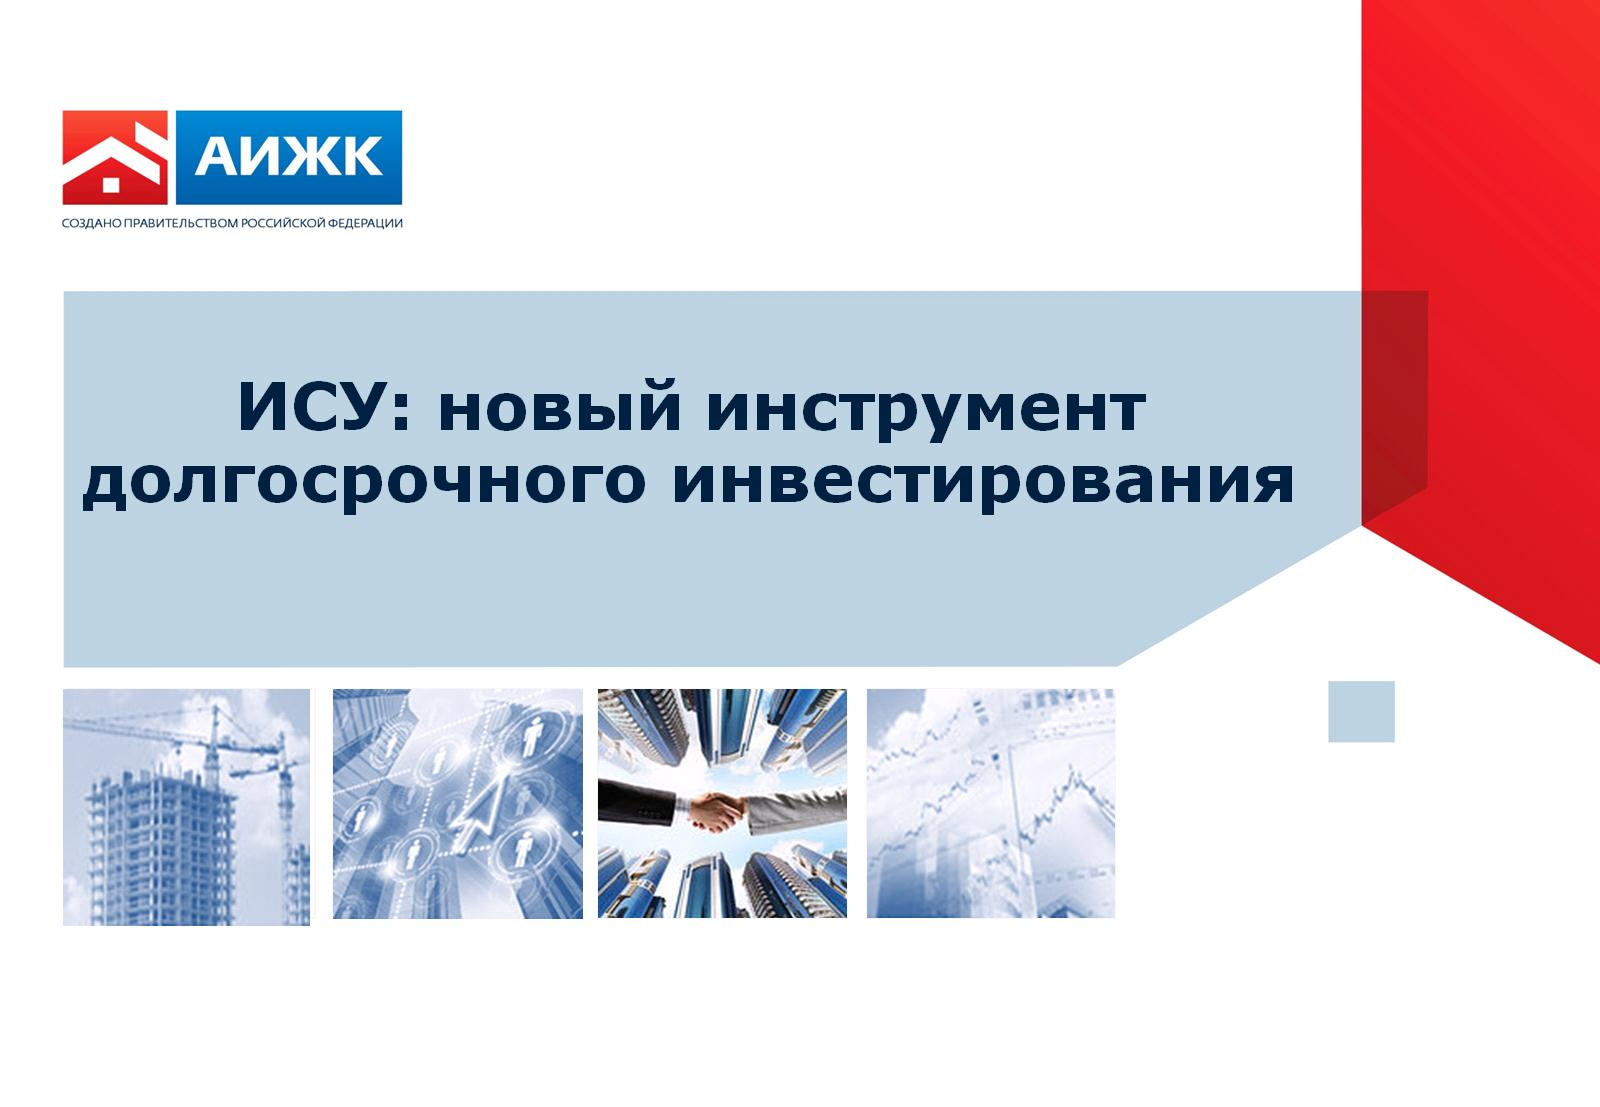 АИЖК
СОЗДАНО ПРАВИТЕЛЬСТВОМ РОССИЙСКОЙ ФЕДЕРАЦИИ
ИСУ: новый инструмент
долгосрочного инвестирования